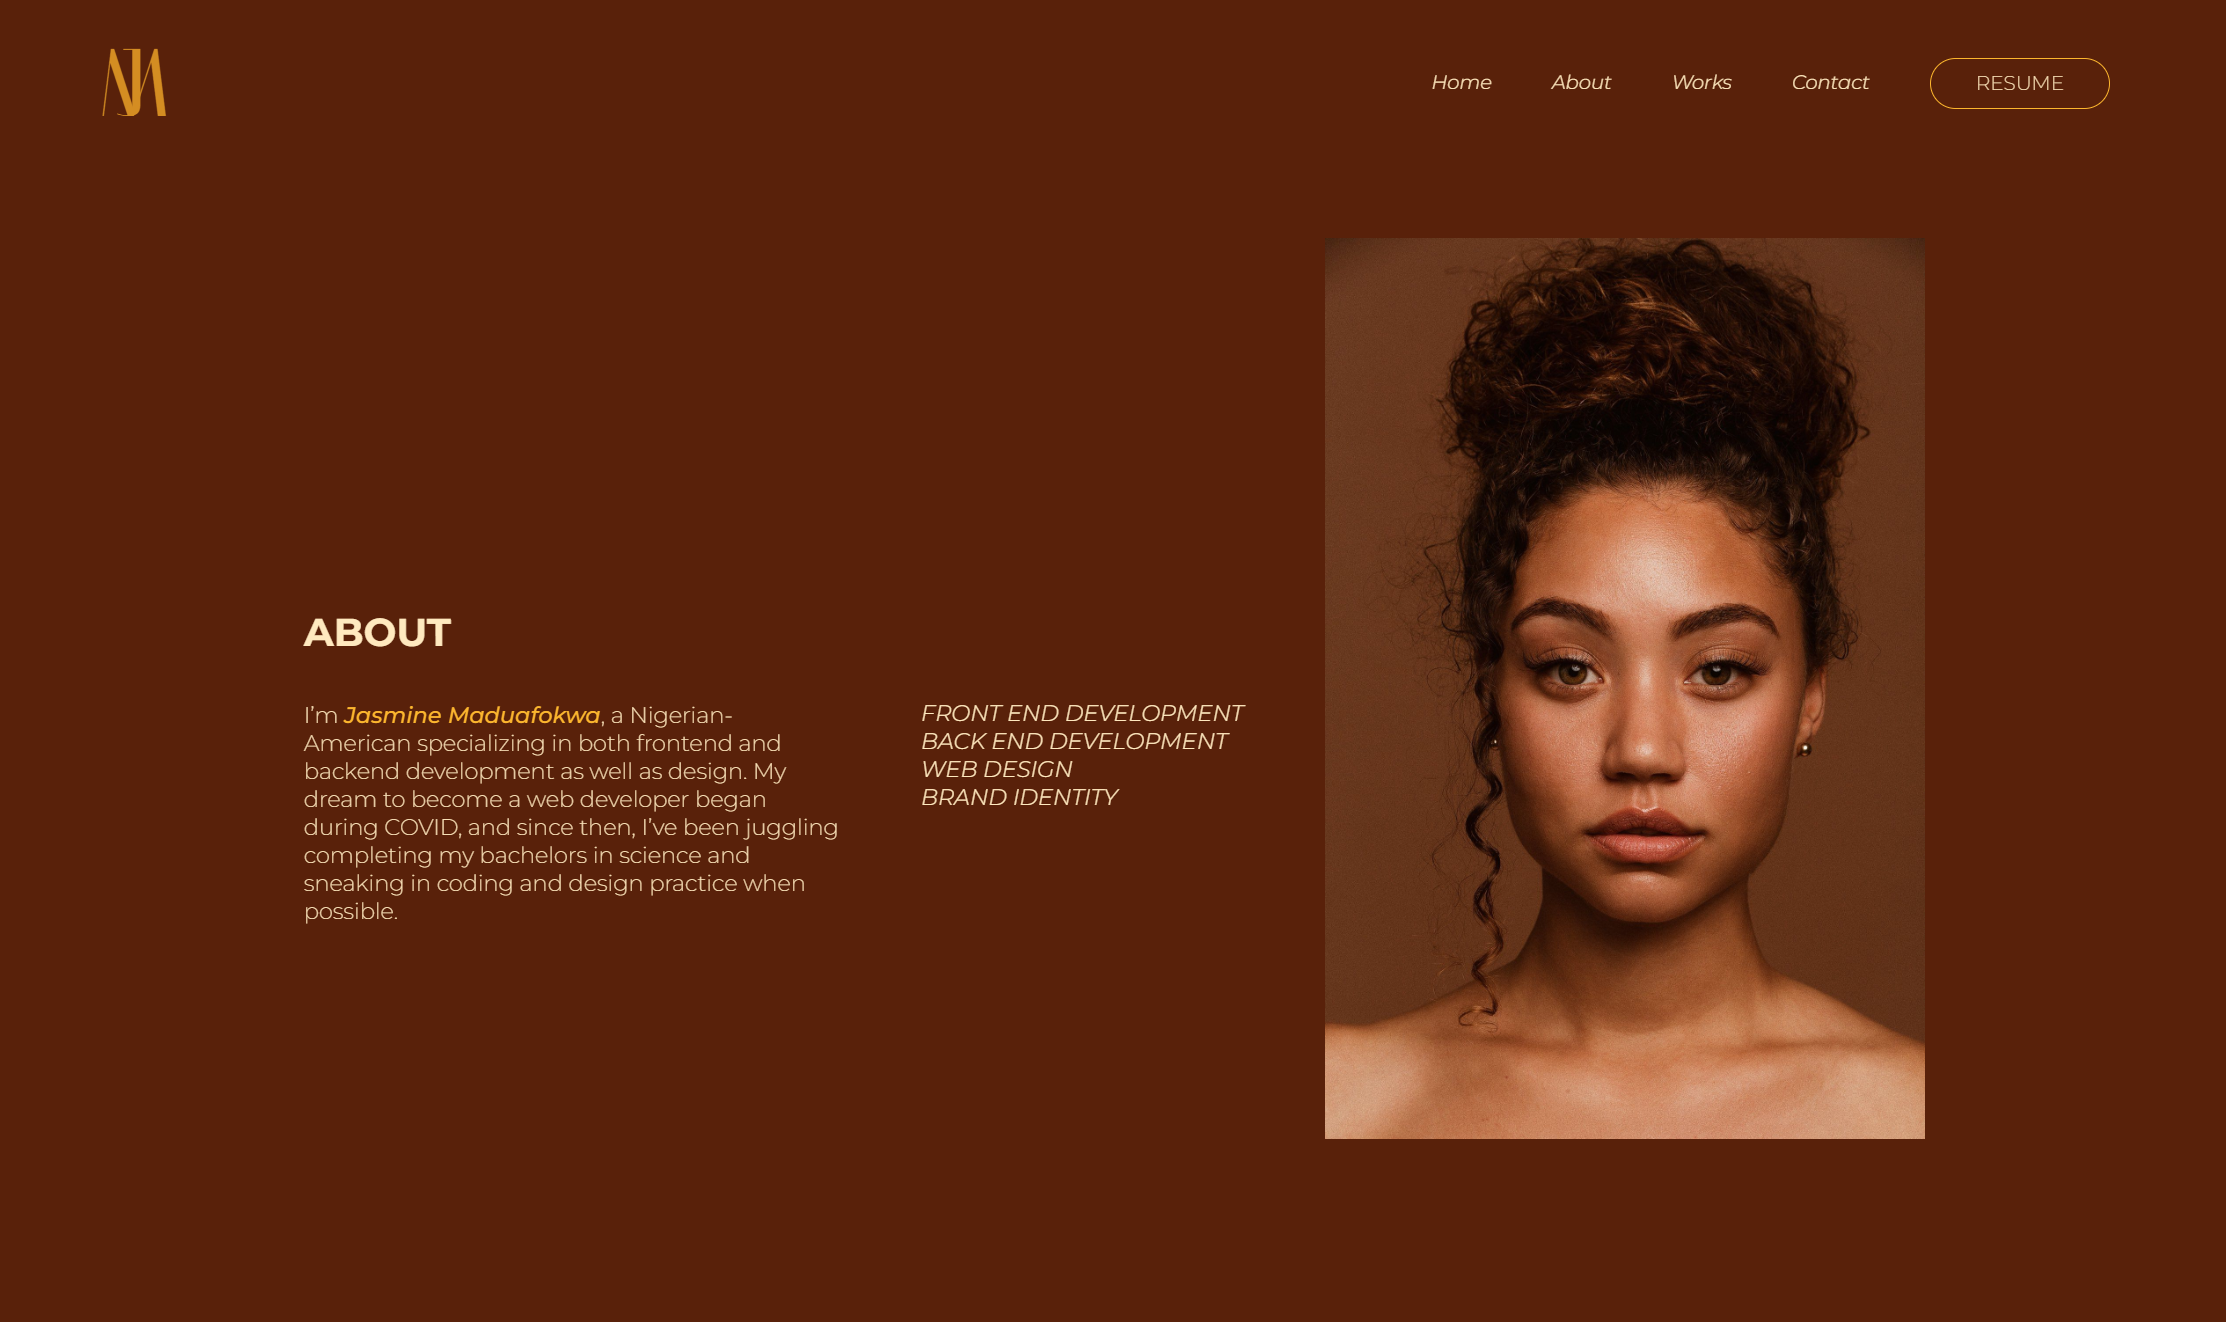 Home
About
Works
Contact
RESUME
ABOUT
I’m Jasmine Maduafokwa, a Nigerian-
American specializing in both frontend and
backend development as well as design. My
dream to become a web developer began
during COVID, and since then, I’ve been juggling
completing my bachelors in science and
sneaking in coding and design practice when
possible.
FRONT END DEVELOPMENT
BACK END DEVELOPMENT
WEB DESIGN
BRAND IDENTITY